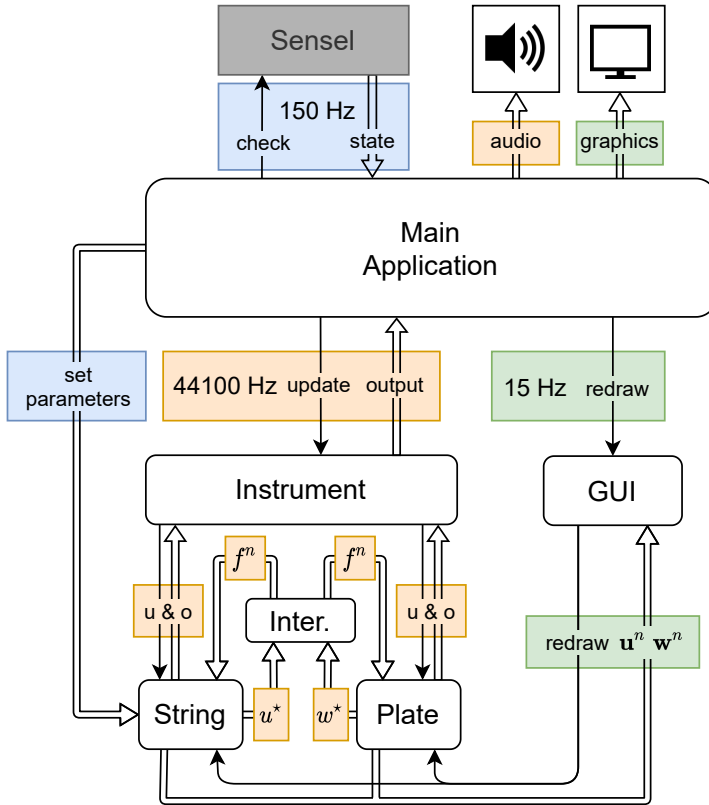 Sensel
150 Hz
check
state
audio
graphics
Main
Application
set
parameters
44100 Hz update output
15 Hz redraw
Instrument
GUI
fⁿ
fⁿ
u & o
u & o
Inter.
redraw uⁿ wⁿ
String
u⋆
w⋆
Plate